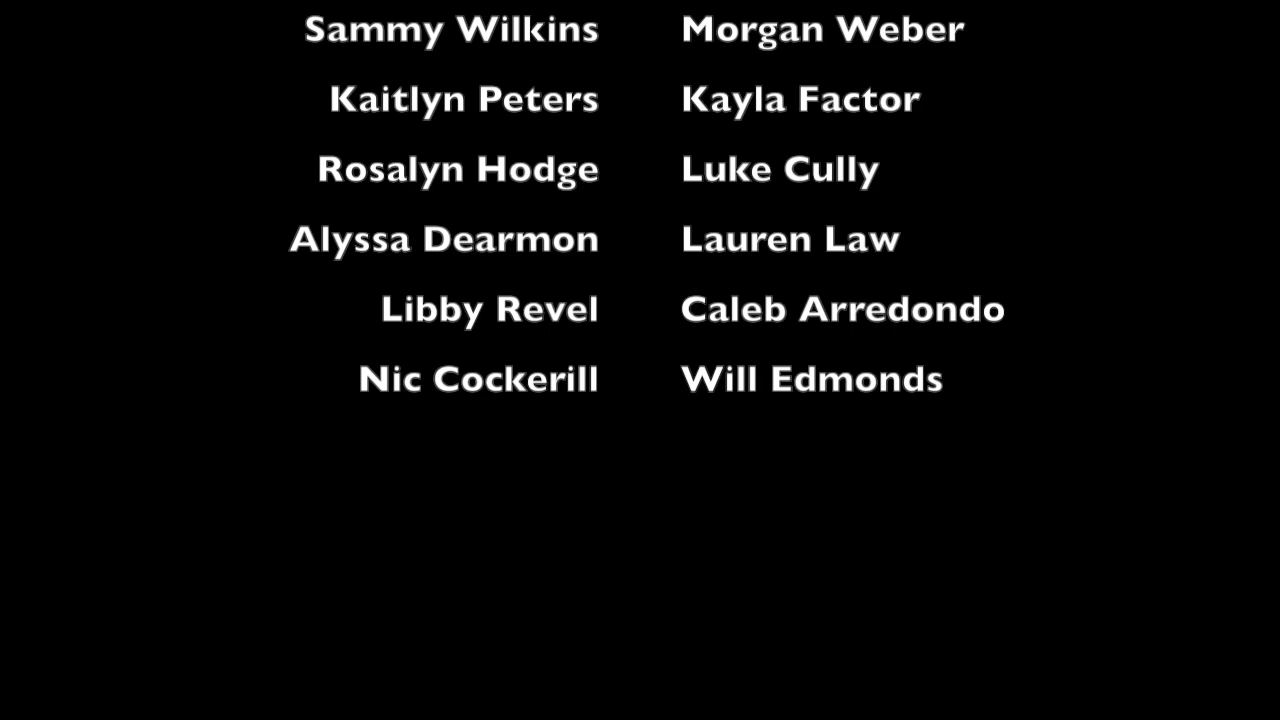 Sammy Wilkins Morgan Weber
Kaitlyn Peters Kayla Factor
Rosalyn Hodge Luke Cully
Alyssa Dearmon Lauren Law
Libby Revel Caleb Arredondo
Nic Cockerill Will Edmonds